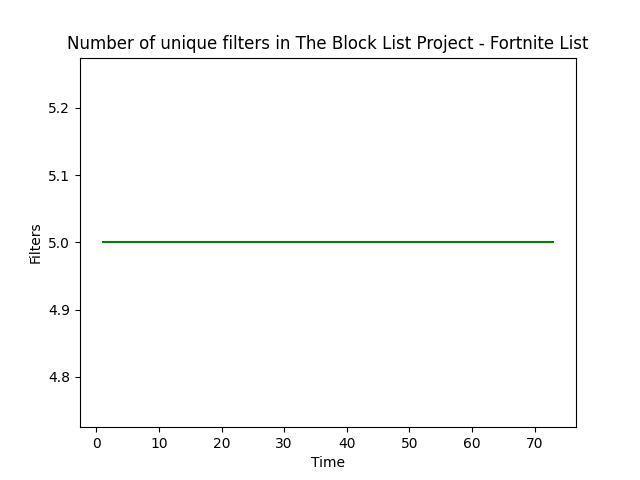 Number of unique filters in The Block List Project - Fortnite List
5.2
5.1
5.0
4.9
4.8
Filters
0 10 20 30 40 50 60 70
Time